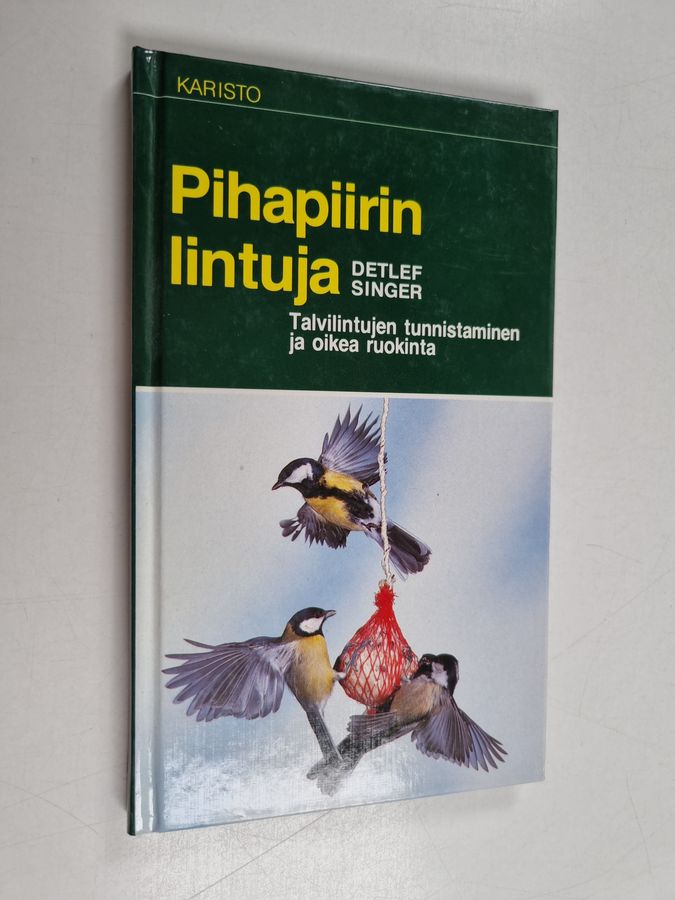 KARISTO
Pihapiirin
lintuja
DETLEF
SINGER
Talvilintujen tunnistaminen
ja oikea ruokinta